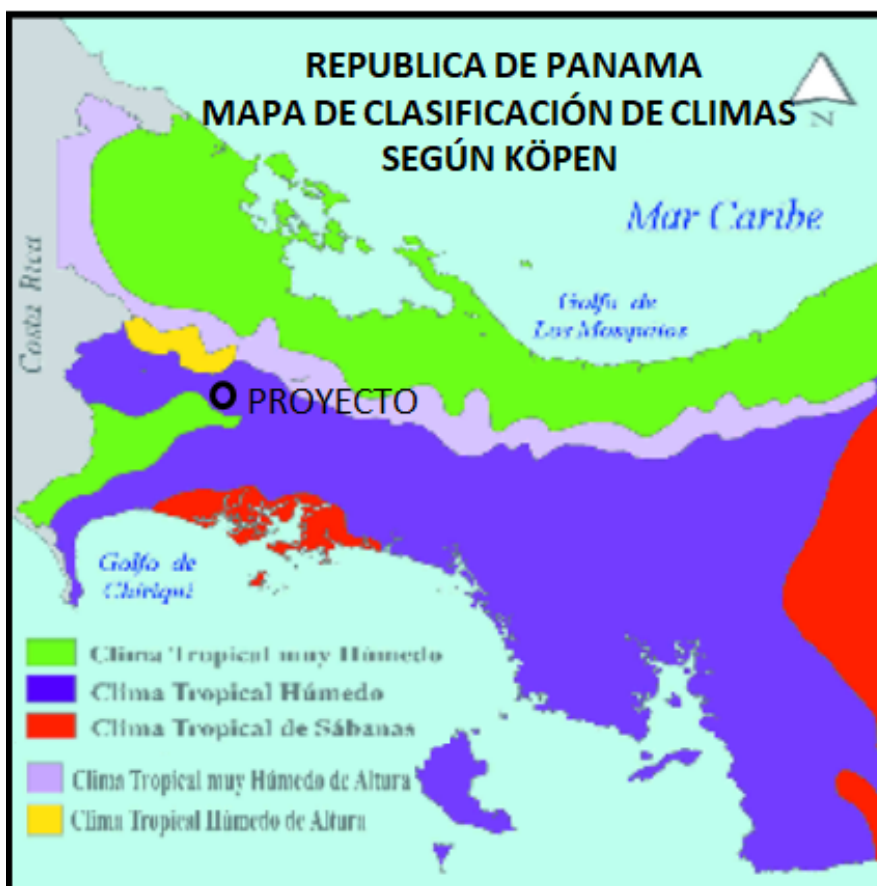 REPUBLICA DE PANAMA
MAPA DE CLASIFICACIÓN DE CLIMAS
SEGÚN KÖPEN
N
Mar Caribe
Costa Rica
Golfo de
Los Mosquitos
PROYECTO
Golfo de
Chiriqui
Clima Tropical muy Húmedo
Clima Tropical Húmedo
Clima Tropical de Sábanas
Clima Tropical muy Húmedo de Altura
Clima Tropical Húmedo de Altura